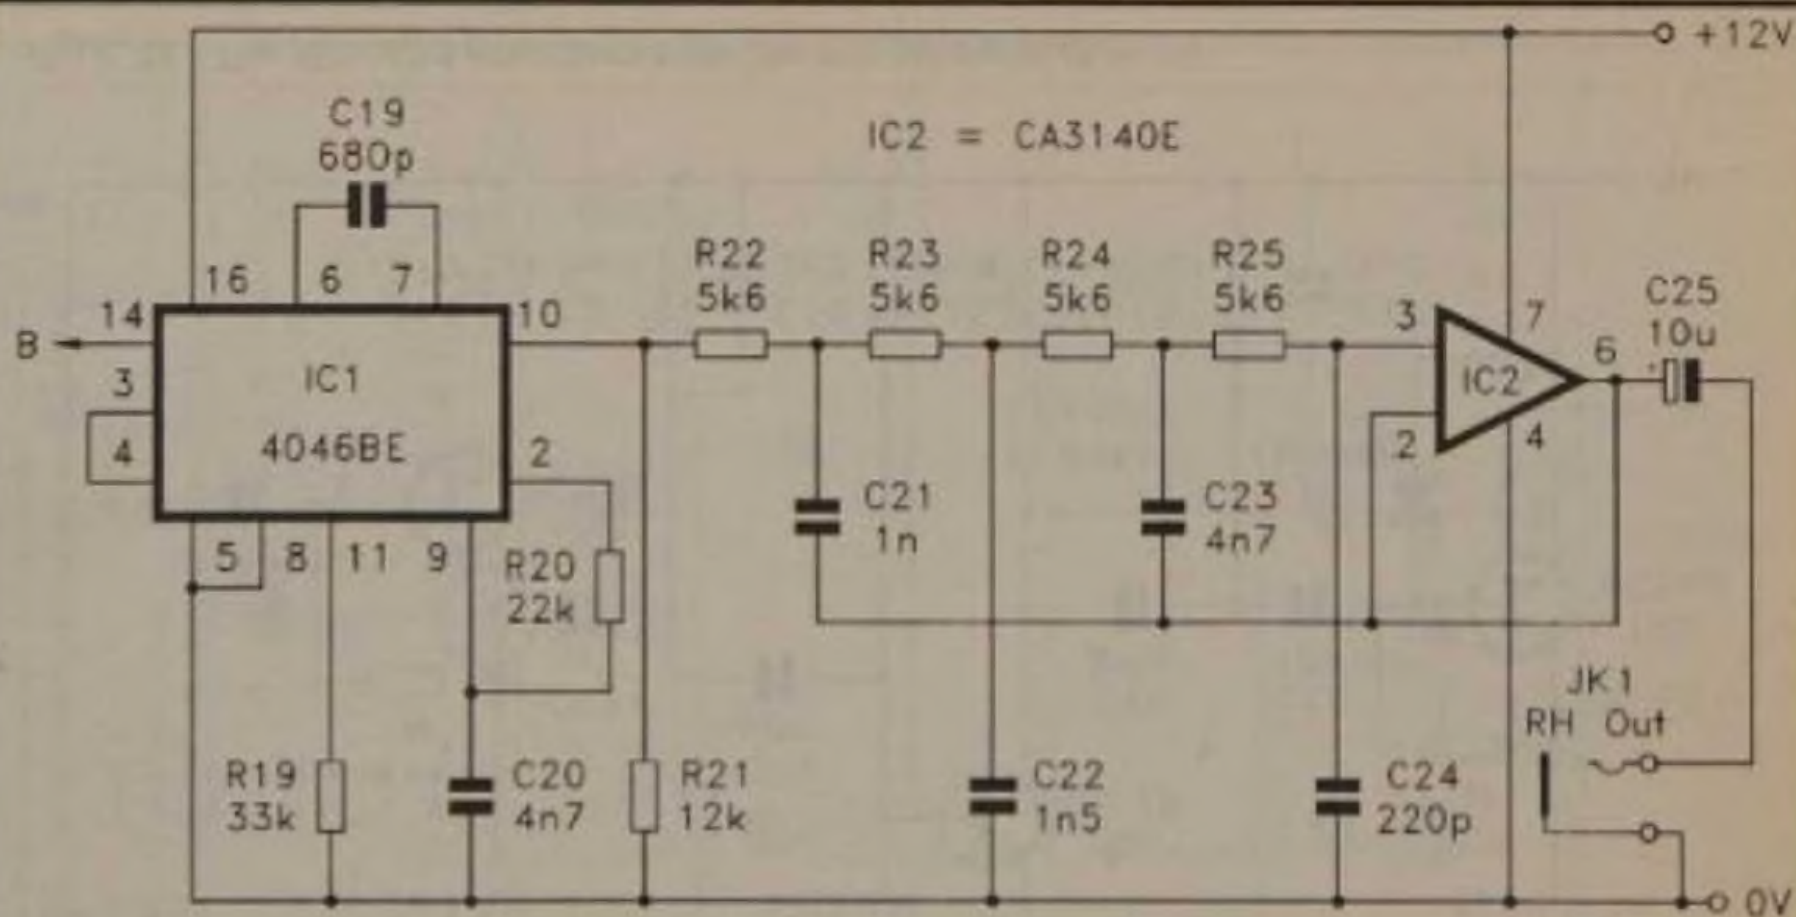 +12V
C19
680p
IC2 = CA3140E
R22
5k6
R23
5k6
R24
5k6
R25
5k6
C25
10u
+
16
6
7
14
10
B
3
7
6
3
IC1
IC2
4
4046BE
2
2
4
5
8
11
9
R20
22k
C21
1n
C23
4n7
JK1
RH Out
R19
33k
C20
4n7
R21
12k
C22
1n5
C24
220p
0V